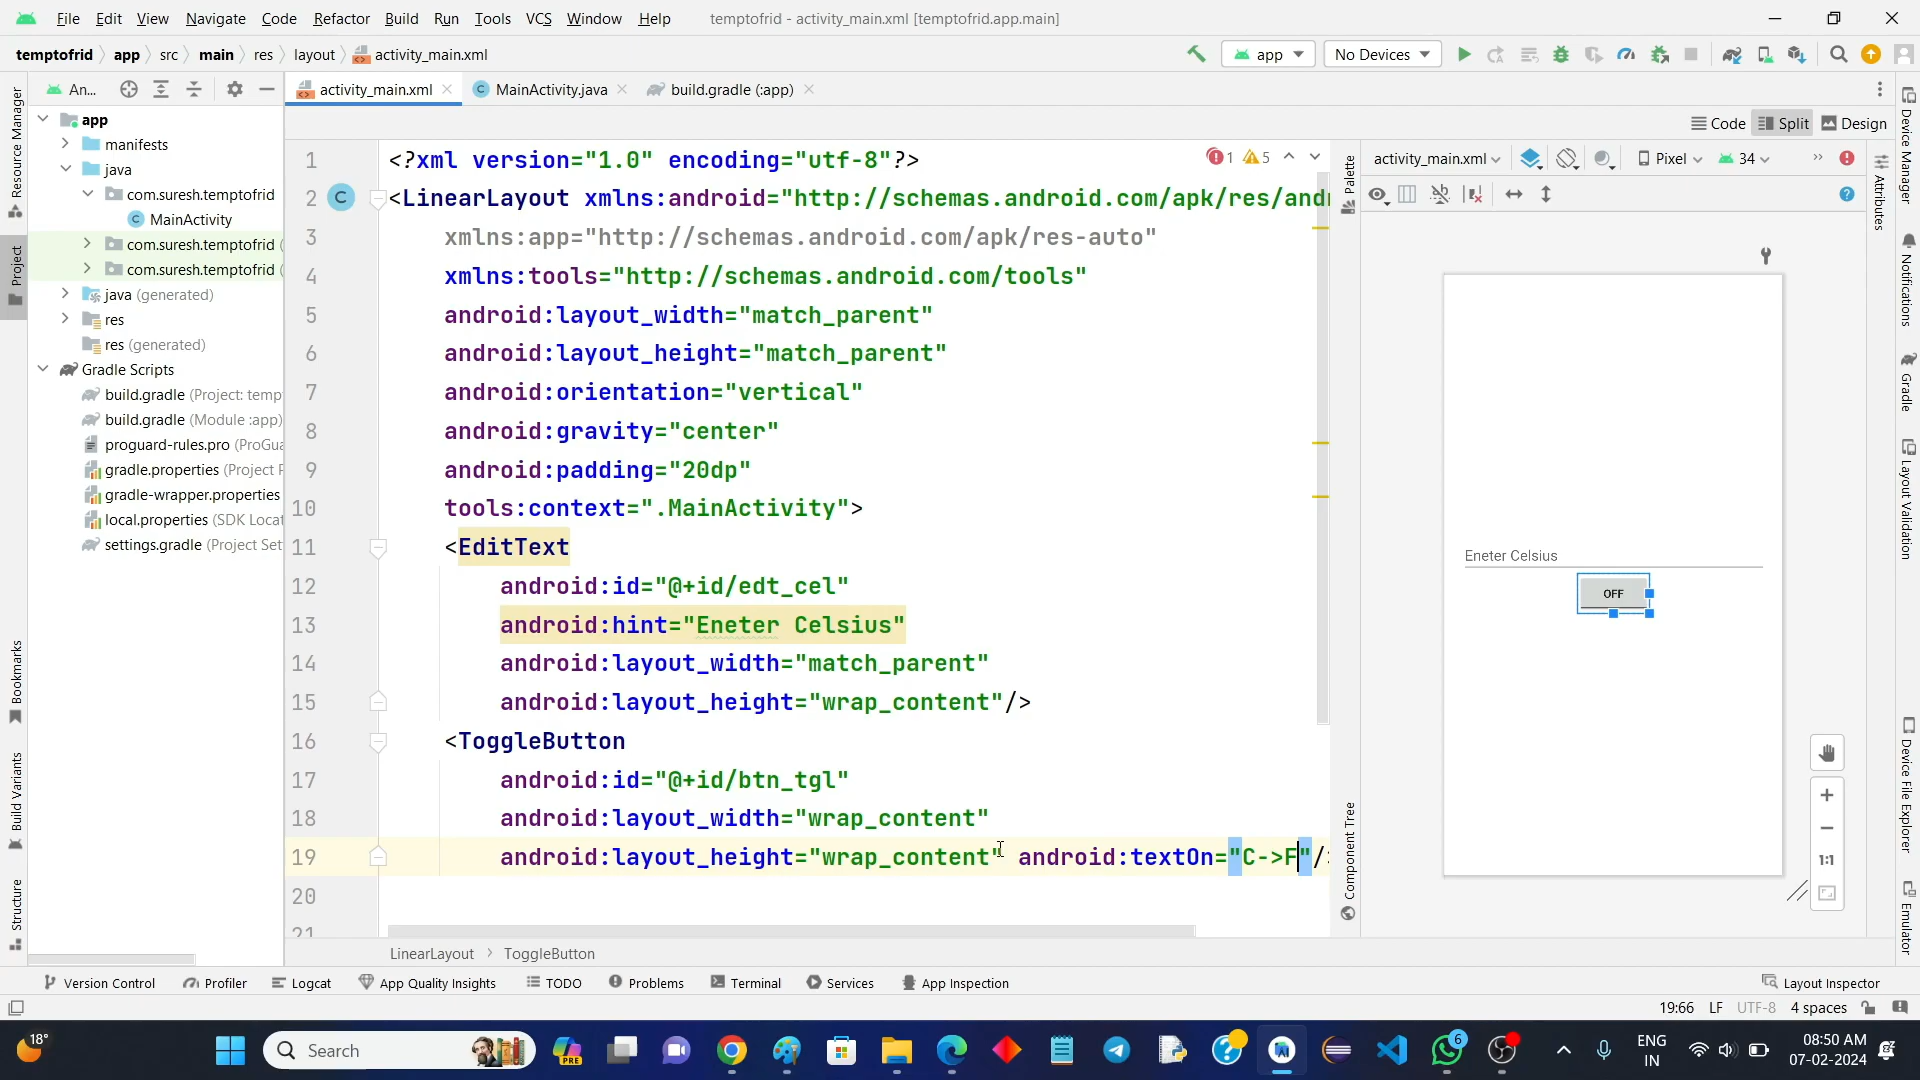 File Edit View Navigate Code Refactor Build Run Tools VCS Window Help temptofrid - activity_main.xml [temptofrid.app.main]
temptofrid app src main res layout activity_main.xml app No Devices
An... activity_main.xml MainActivity.java build.gradle (:app)
Code Split Design
Resource Manager
Project
Bookmarks
Build Variants
Structure
app
manifests
java
com.suresh.temptofrid
MainActivity
com.suresh.temptofrid (
com.suresh.temptofrid (
java (generated)
res
res (generated)
Gradle Scripts
build.gradle (Project: temp
build.gradle (Module :app)
proguard-rules.pro (ProGua
gradle.properties (Project P
gradle-wrapper.properties
local.properties (SDK Locat
settings.gradle (Project Set
1 <?xml version="1.0" encoding="utf-8"?> 1 5
2 C <LinearLayout xmlns:android="http://schemas.android.com/apk/res/andr
3 xmlns:app="http://schemas.android.com/apk/res-auto"
4 xmlns:tools="http://schemas.android.com/tools"
5 android:layout_width="match_parent"
6 android:layout_height="match_parent"
7 android:orientation="vertical"
8 android:gravity="center"
9 android:padding="20dp"
10 tools:context=".MainActivity">
11 <EditText
12 android:id="@+id/edt_cel"
13 android:hint="Eneter Celsius"
14 android:layout_width="match_parent"
15 android:layout_height="wrap_content"/>
16 <ToggleButton
17 android:id="@+id/btn_tgl"
18 android:layout_width="wrap_content"
19 android:layout_height="wrap_content" android:textOn="C->F"/>
20
21
LinearLayout ToggleButton
Palette
Component Tree
activity_main.xml Pixel 34
Eneter Celsius
OFF
1:1
Attributes
Device Manager
Notifications
Gradle
Layout Validation
Device File Explorer
Emulator
Version Control Profiler Logcat App Quality Insights TODO Problems Terminal Services App Inspection Layout Inspector
19:66 LF UTF-8 4 spaces
18° Search PRE 6 ENG IN 08:50 AM 07-02-2024